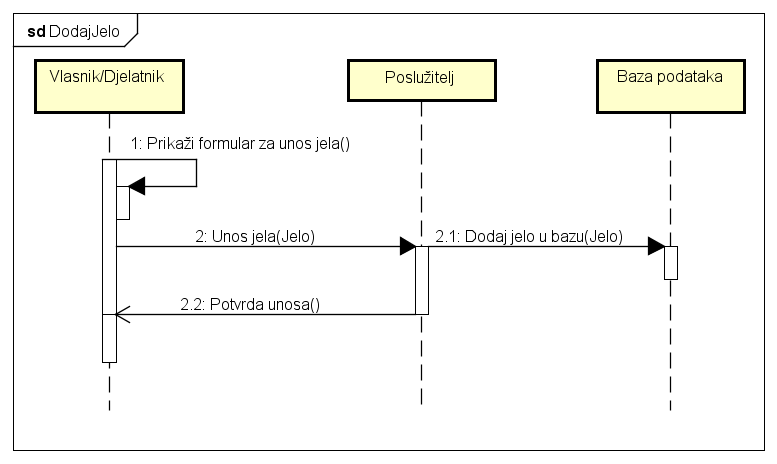 sd DodajJelo
Vlasnik/Djelatnik
Poslužitelj
Baza podataka
1: Prikaži formular za unos jela()
2: Unos jela(Jelo)
2.1: Dodaj jelo u bazu(Jelo)
2.2: Potvrda unosa()